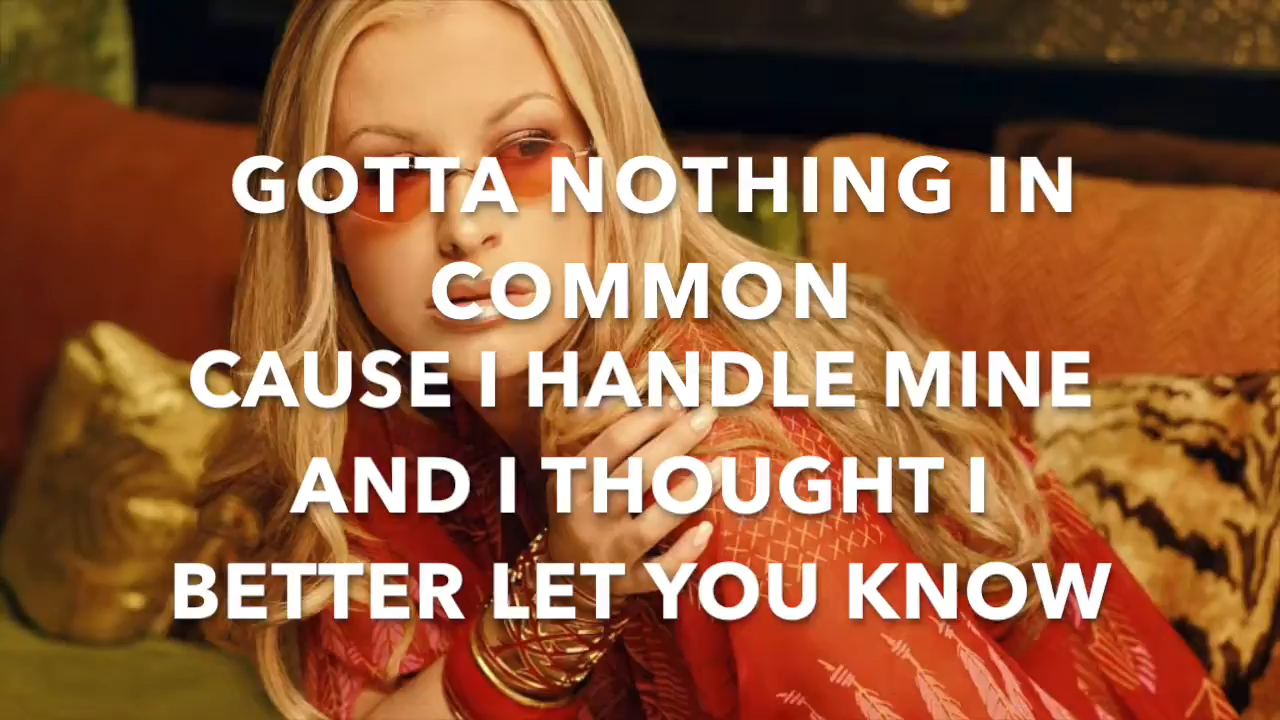 GOTTA NOTHING IN
COMMON
CAUSE I HANDLE MINE
AND I THOUGHT I
BETTER LET YOU KNOW